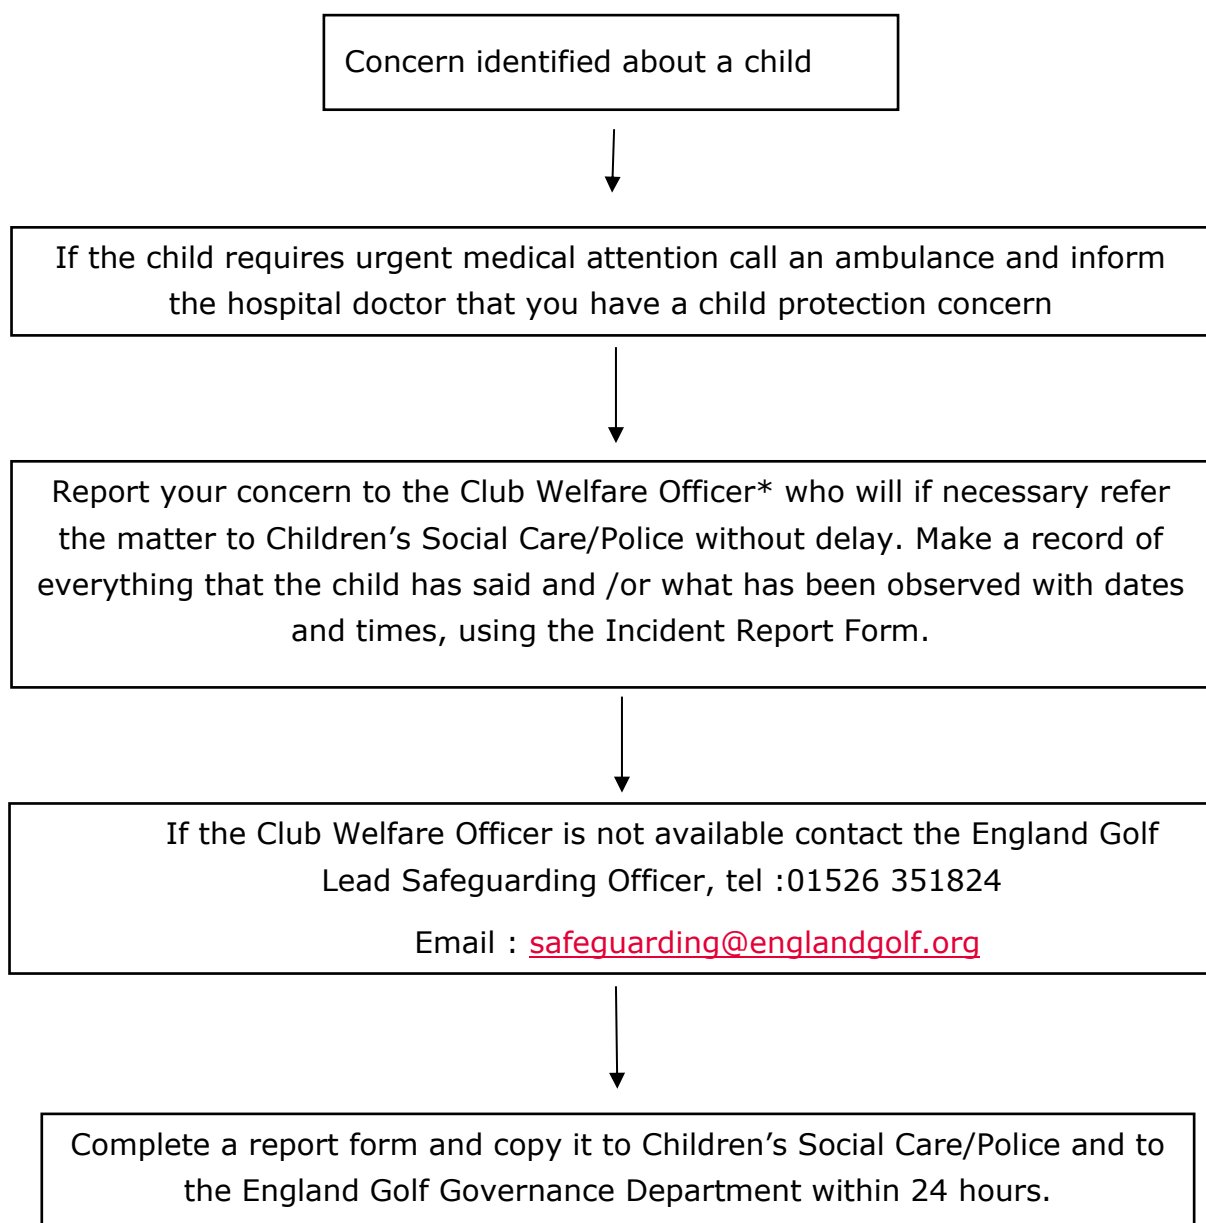 Concern identified about a child
If the child requires urgent medical attention call an ambulance and inform
the hospital doctor that you have a child protection concern
Report your concern to the Club Welfare Officer* who will if necessary refer
the matter to Children’s Social Care/Police without delay. Make a record of
everything that the child has said and /or what has been observed with dates
and times, using the Incident Report Form.
If the Club Welfare Officer is not available contact the England Golf
Lead Safeguarding Officer, tel :01526 351824
Email : safeguarding@englandgolf.org
Complete a report form and copy it to Children’s Social Care/Police and to
the England Golf Governance Department within 24 hours.